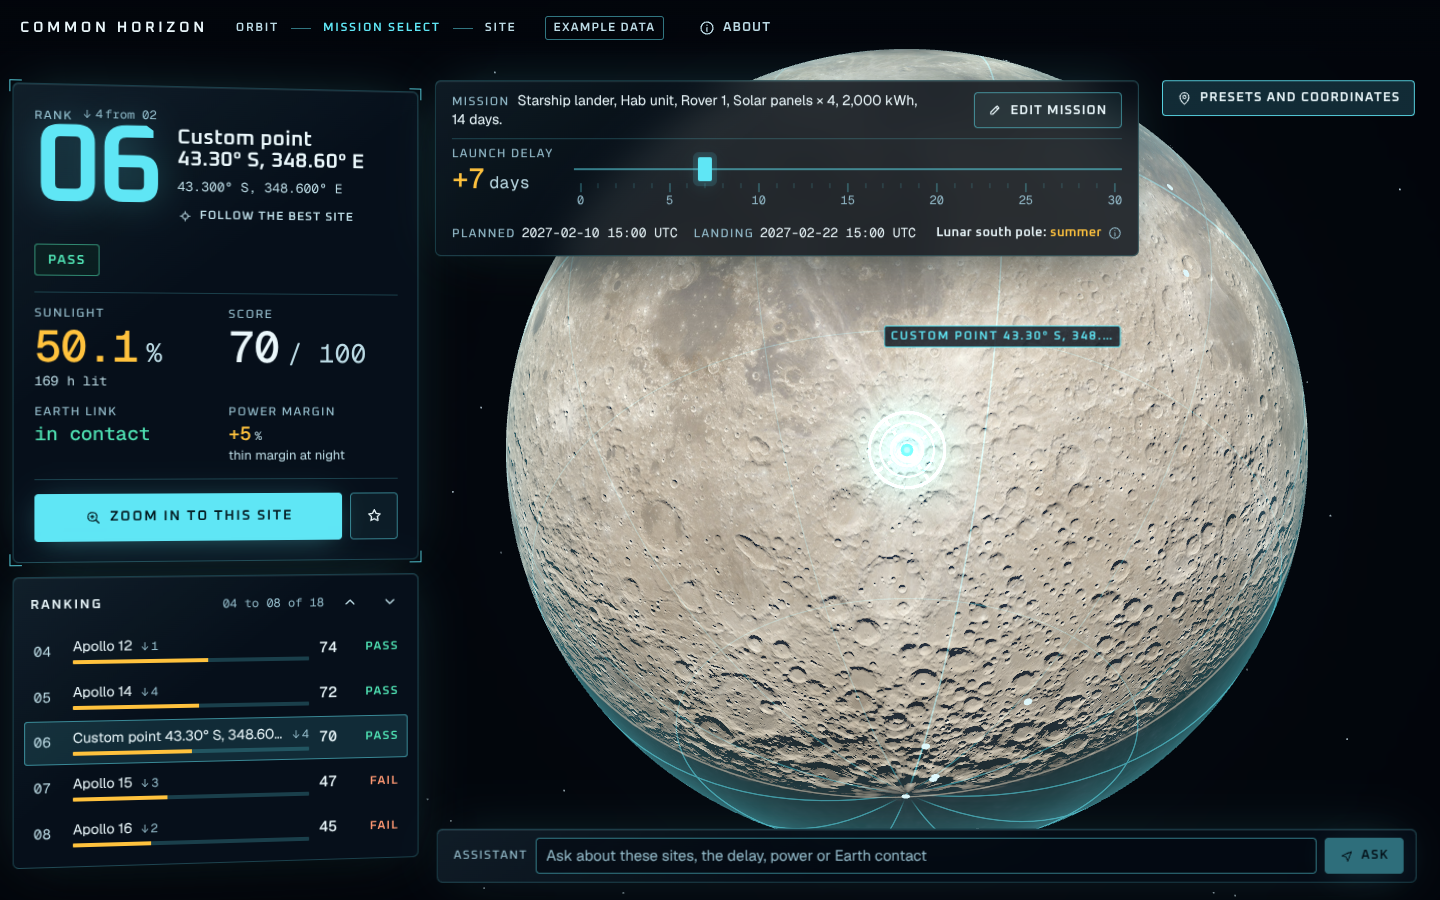 COMMON HORIZON
ORBIT
MISSION SELECT
SITE
EXAMPLE DATA
ABOUT
RANK ↓ 4 from 02
06
Custom point
43.30° S, 348.60° E
43.300° S, 348.600° E
FOLLOW THE BEST SITE
PASS
SUNLIGHT
50.1 %
169 h lit
SCORE
70 / 100
EARTH LINK
in contact
POWER MARGIN
+5 %
thin margin at night
ZOOM IN TO THIS SITE
RANKING
04 to 08 of 18
04 Apollo 12 ↓1 74 PASS
05 Apollo 14 ↓4 72 PASS
06 Custom point 43.30° S, 348.60... ↓4 70 PASS
07 Apollo 15 ↓3 47 FAIL
08 Apollo 16 ↓2 45 FAIL
MISSION Starship lander, Hab unit, Rover 1, Solar panels × 4, 2,000 kWh,
14 days.
EDIT MISSION
LAUNCH DELAY
+7 days
0 5 10 15 20 25 30
PLANNED 2027-02-10 15:00 UTC
LANDING 2027-02-22 15:00 UTC
Lunar south pole: summer
PRESETS AND COORDINATES
CUSTOM POINT 43.30° S, 348....
ASSISTANT
Ask about these sites, the delay, power or Earth contact
ASK